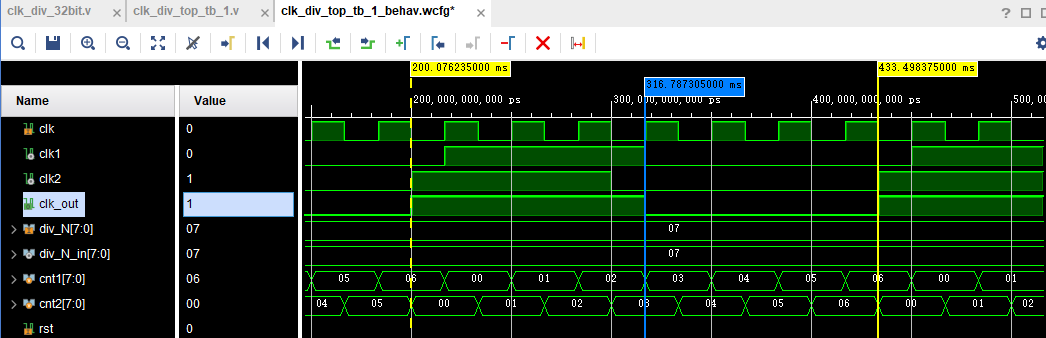 clk_div_32bit.v × clk_div_top_tb_1.v × clk_div_top_tb_1_behav.wcfg* ×
200.076235000 ms 433.498375000 ms
316.787305000 ms
Name Value 200,000,000,000 ps 300,000,000,000 ps 400,000,000,000 ps 500,
clk 0
clk1 0
clk2 1
clk_out 1
div_N[7:0] 07 07
div_N_in[7:0] 07 07
cnt1[7:0] 06 05 06 00 01 02 03 04 05 06 00 01
cnt2[7:0] 00 04 05 00 01 02 03 04 05 06 00 01 02
rst 0